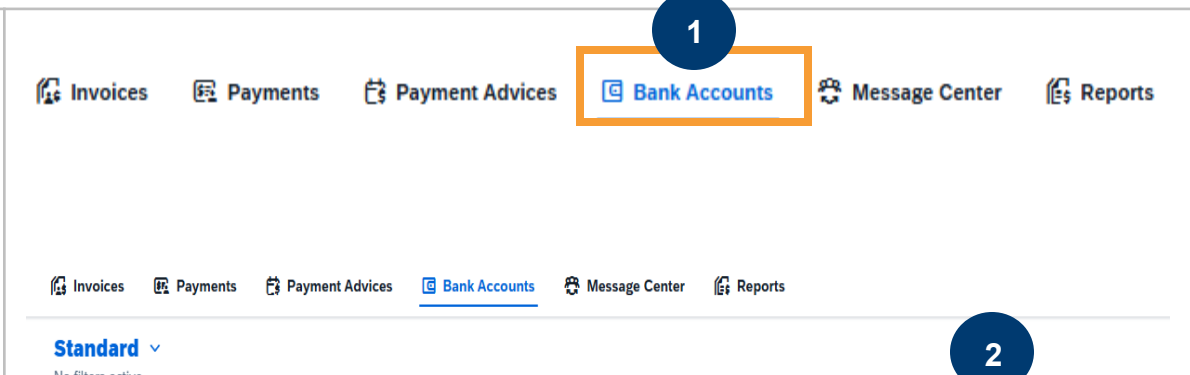 1
Invoices Payments Payment Advices Bank Accounts Message Center Reports
Invoices Payments Payment Advices Bank Accounts Message Center Reports
Standard
2